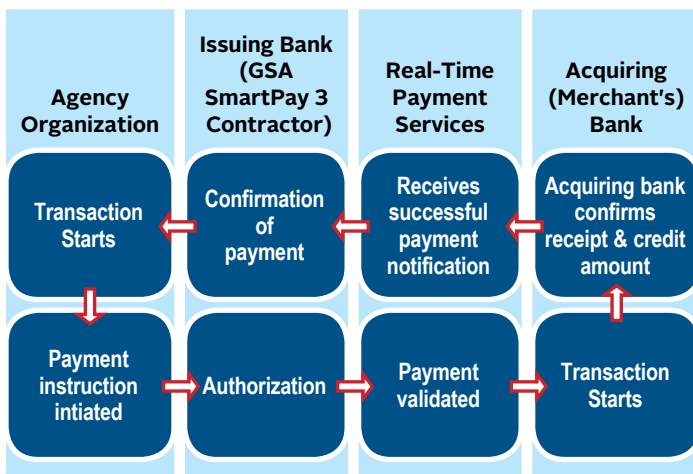 Agency
Organization
Issuing Bank
(GSA
SmartPay 3
Contractor)
Real-Time
Payment
Services
Acquiring
(Merchant's)
Bank
Transaction
Starts
Confirmation
of
payment
Receives
successful
payment
notification
Acquiring bank
confirms
receipt & credit
amount
Payment
instruction
intiated
Authorization
Payment
validated
Transaction
Starts